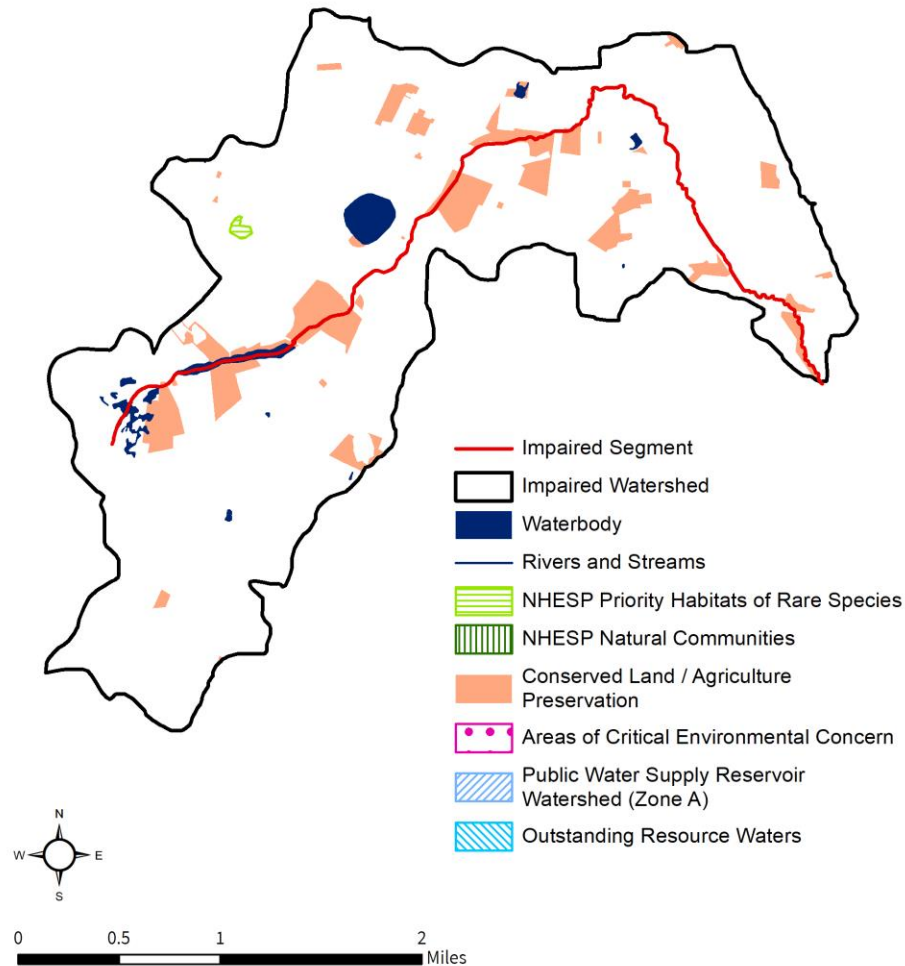 Impaired Segment
Impaired Watershed
Waterbody
Rivers and Streams
NHESP Priority Habitats of Rare Species
NHESP Natural Communities
Conserved Land / Agriculture
Preservation
Areas of Critical Environmental Concern
Public Water Supply Reservoir
Watershed (Zone A)
Outstanding Resource Waters
N
W E
S
0 0.5 1 2
Miles